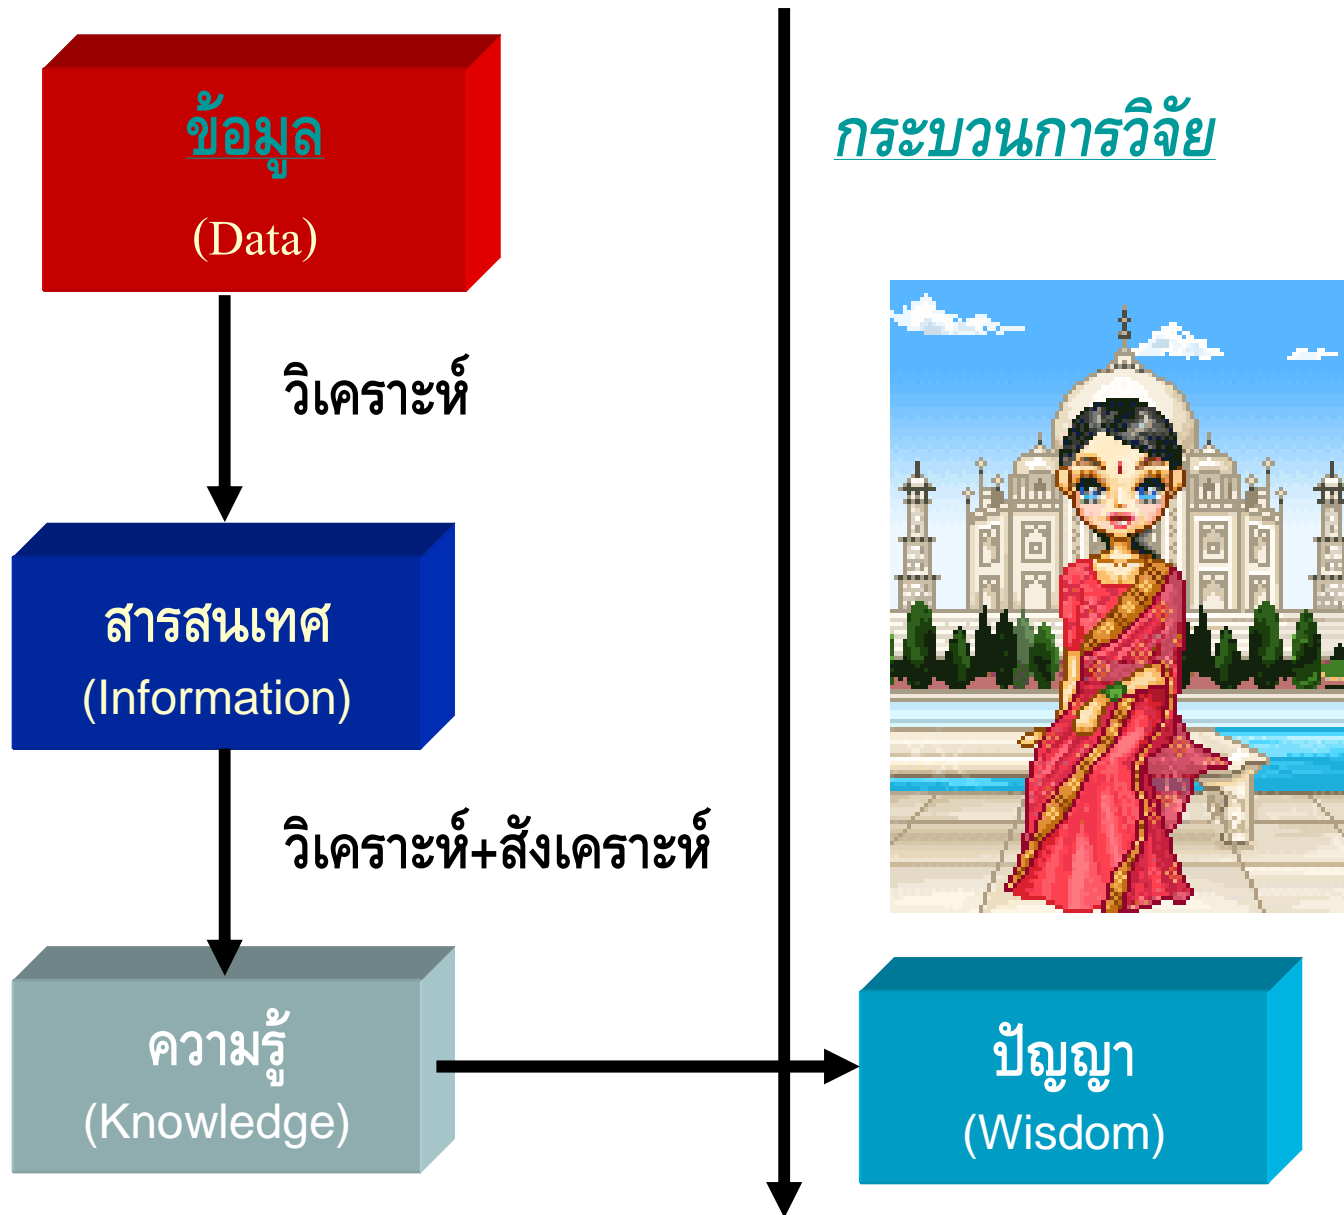 ข้อมูล
(Data)
กระบวนการวิจัย
วิเคราะห์
สารสนเทศ
(Information)
วิเคราะห์+สังเคราะห์
ความรู้
(Knowledge)
ปัญญา
(Wisdom)